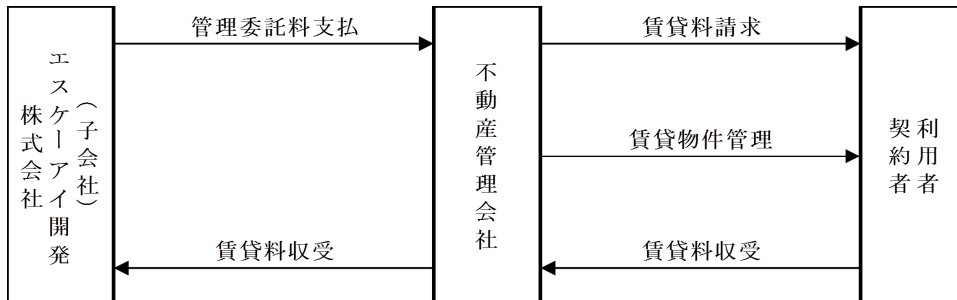 (子会社)
エスケーアイ開発
株式会社
管理委託料支払
賃貸料収受
不動産管理会社
賃貸料請求
賃貸物件管理
賃貸料収受
利用者
契約者